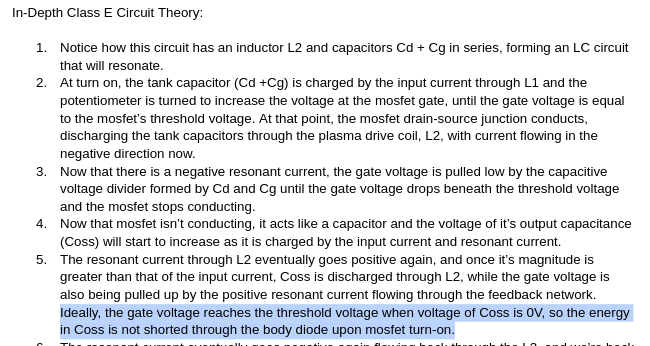 In-Depth Class E Circuit Theory:
1. Notice how this circuit has an inductor L2 and capacitors Cd + Cg in series, forming an LC circuit
that will resonate.
2. At turn on, the tank capacitor (Cd +Cg) is charged by the input current through L1 and the
potentiometer is turned to increase the voltage at the mosfet gate, until the gate voltage is equal
to the mosfet's threshold voltage. At that point, the mosfet drain-source junction conducts,
discharging the tank capacitors through the plasma drive coil, L2, with current flowing in the
negative direction now.
3. Now that there is a negative resonant current, the gate voltage is pulled low by the capacitive
voltage divider formed by Cd and Cg until the gate voltage drops beneath the threshold voltage
and the mosfet stops conducting.
4. Now that mosfet isn't conducting, it acts like a capacitor and the voltage of it's output capacitance
(Coss) will start to increase as it is charged by the input current and resonant current.
5. The resonant current through L2 eventually goes positive again, and once it's magnitude is
greater than that of the input current, Coss is discharged through L2, while the gate voltage is
also being pulled up by the positive resonant current flowing through the feedback network.
Ideally, the gate voltage reaches the threshold voltage when voltage of Coss is 0V, so the energy
in Coss is not shorted through the body diode upon mosfet turn-on.